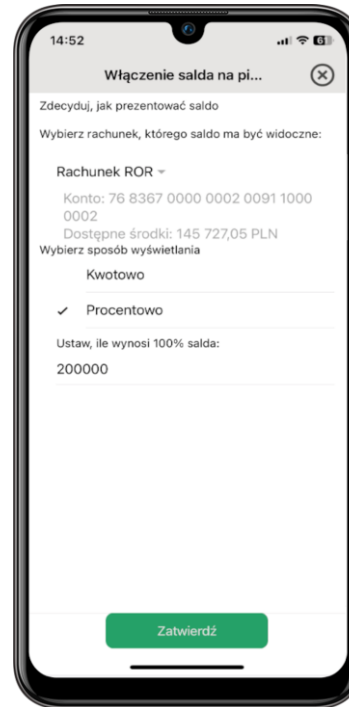 14:52
Włączenie salda na pi...
Zdecyduj, jak prezentować saldo
Wybierz rachunek, którego saldo ma być widoczne:
Rachunek ROR
Konto: 76 8367 0000 0002 0091 1000
0002
Dostępne środki: 145 727,05 PLN
Wybierz sposób wyświetlania
Kwotowo
Procentowo
Ustaw, ile wynosi 100% salda:
200000
Zatwierdź